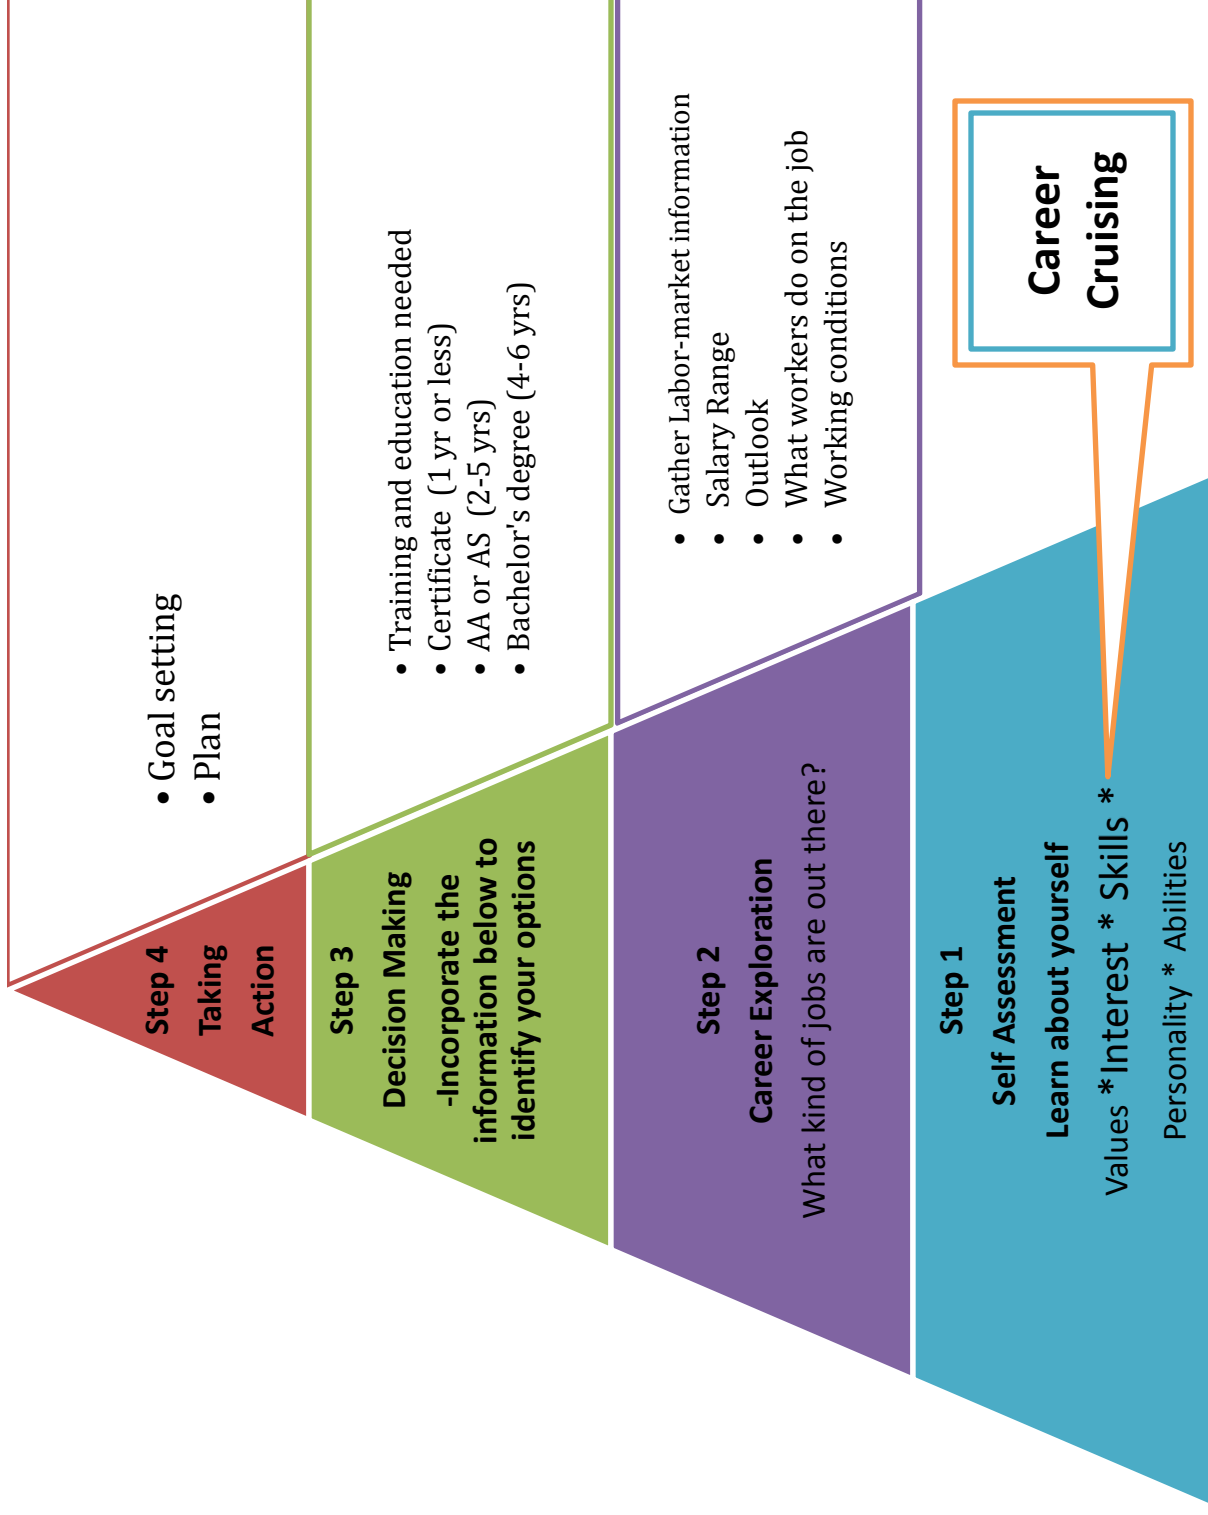 Step 4
Taking
Action
• Goal setting
• Plan
Step 3
Decision Making
-Incorporate the
information below to
identify your options
• Training and education needed
• Certificate (1 yr or less)
• AA or AS (2-5 yrs)
• Bachelor's degree (4-6 yrs)
Step 2
Career Exploration
What kind of jobs are out there?
• Gather Labor-market information
• Salary Range
• Outlook
• What workers do on the job
• Working conditions
Step 1
Self Assessment
Learn about yourself
Values *Interest * Skills *
Personality * Abilities
Career
Cruising